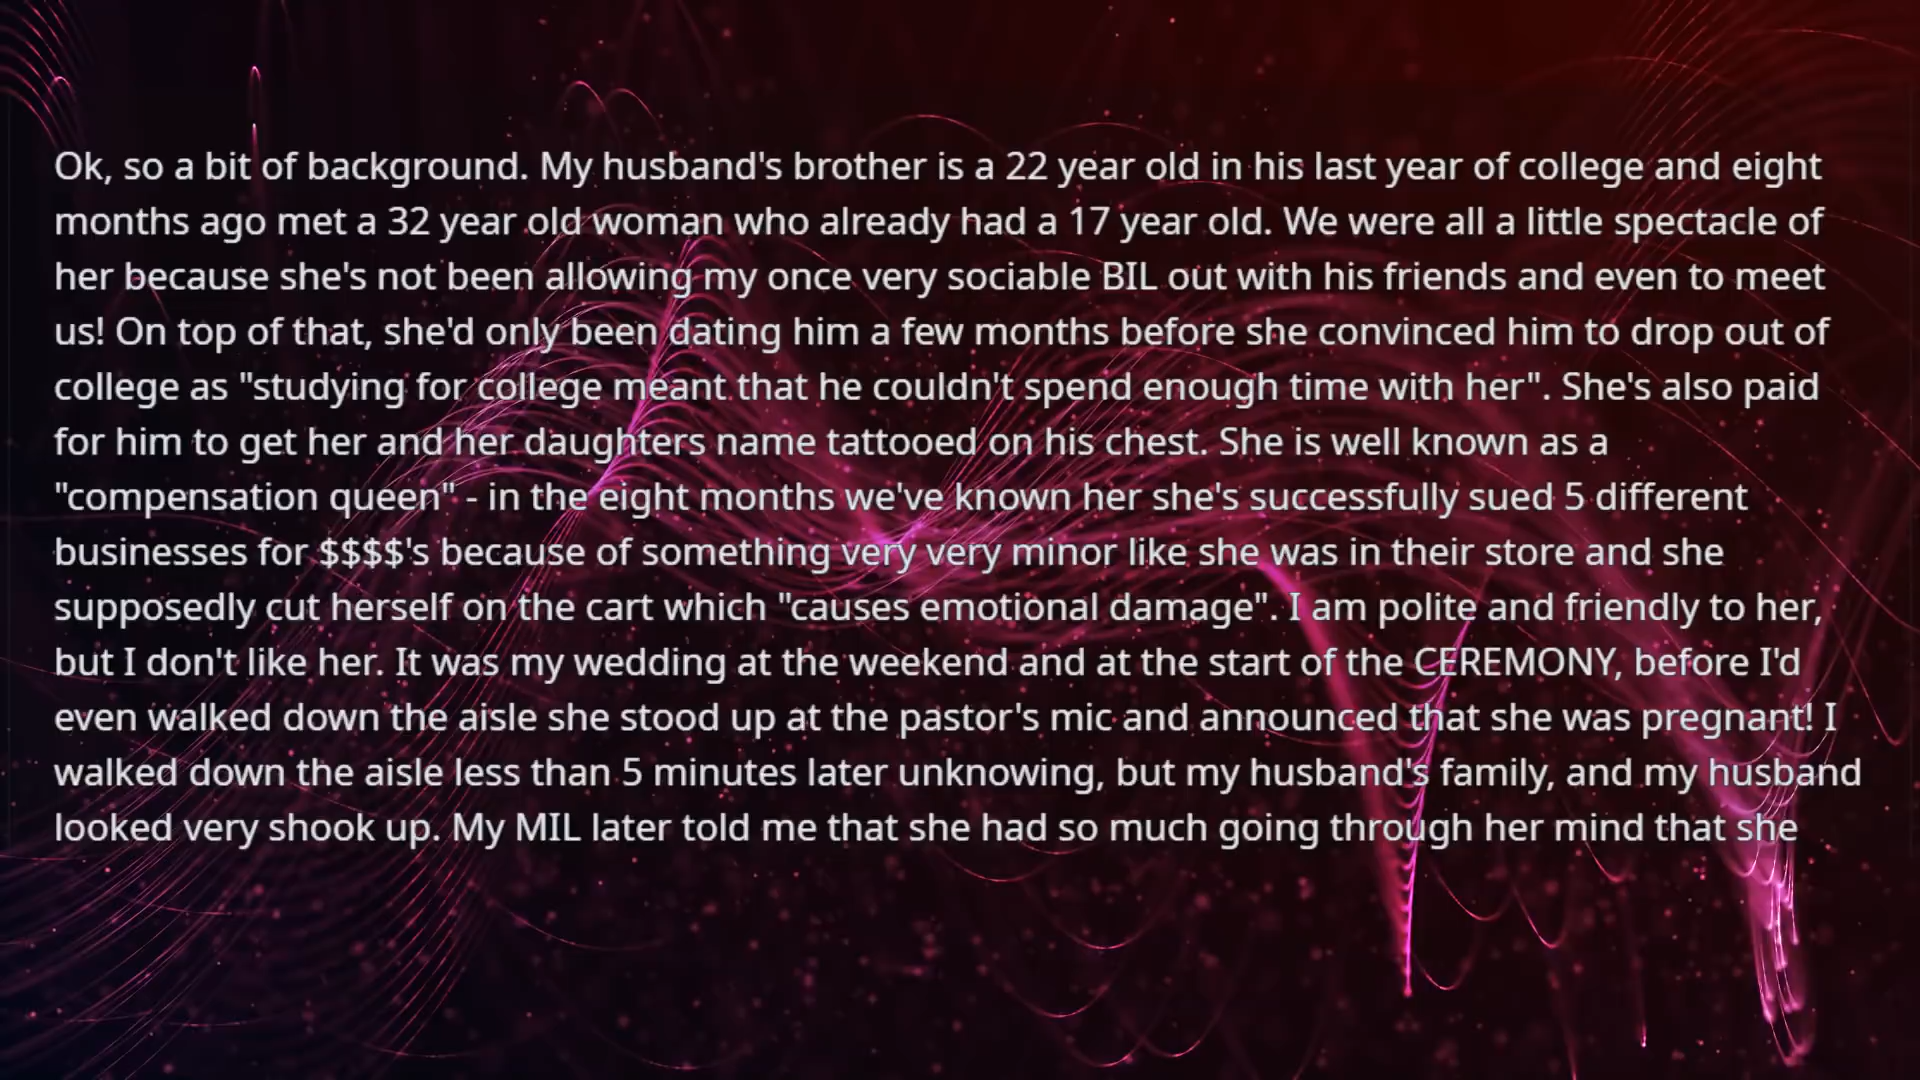 Ok, so a bit of background. My husband's brother is a 22 year old in his last year of college and eight
months ago met a 32 year old woman who already had a 17 year old. We were all a little spectacle of
her because she's not been allowing my once very sociable BIL out with his friends and even to meet
us! On top of that, she'd only been dating him a few months before she convinced him to drop out of
college as "studying for college meant that he couldn't spend enough time with her". She's also paid
for him to get her and her daughters name tattooed on his chest. She is well known as a
"compensation queen" - in the eight months we've known her she's successfully sued 5 different
businesses for $$$$'s because of something very very minor like she was in their store and she
supposedly cut herself on the cart which "causes emotional damage". I am polite and friendly to her,
but I don't like her. It was my wedding at the weekend and at the start of the CEREMONY, before I'd
even walked down the aisle she stood up at the pastor's mic and announced that she was pregnant! I
walked down the aisle less than 5 minutes later unknowing, but my husband's family, and my husband
looked very shook up. My MIL later told me that she had so much going through her mind that she